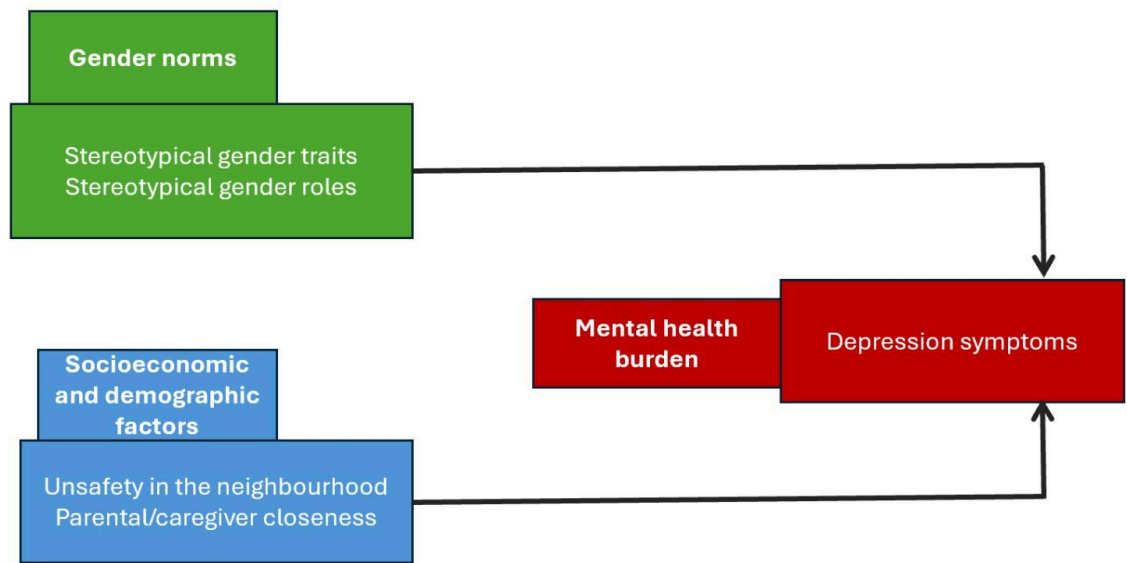 Gender norms
Stereotypical gender traits
Stereotypical gender roles
Mental health
burden
Depression symptoms
Socioeconomic
and demographic
factors
Unsafety in the neighbourhood
Parental/caregiver closeness